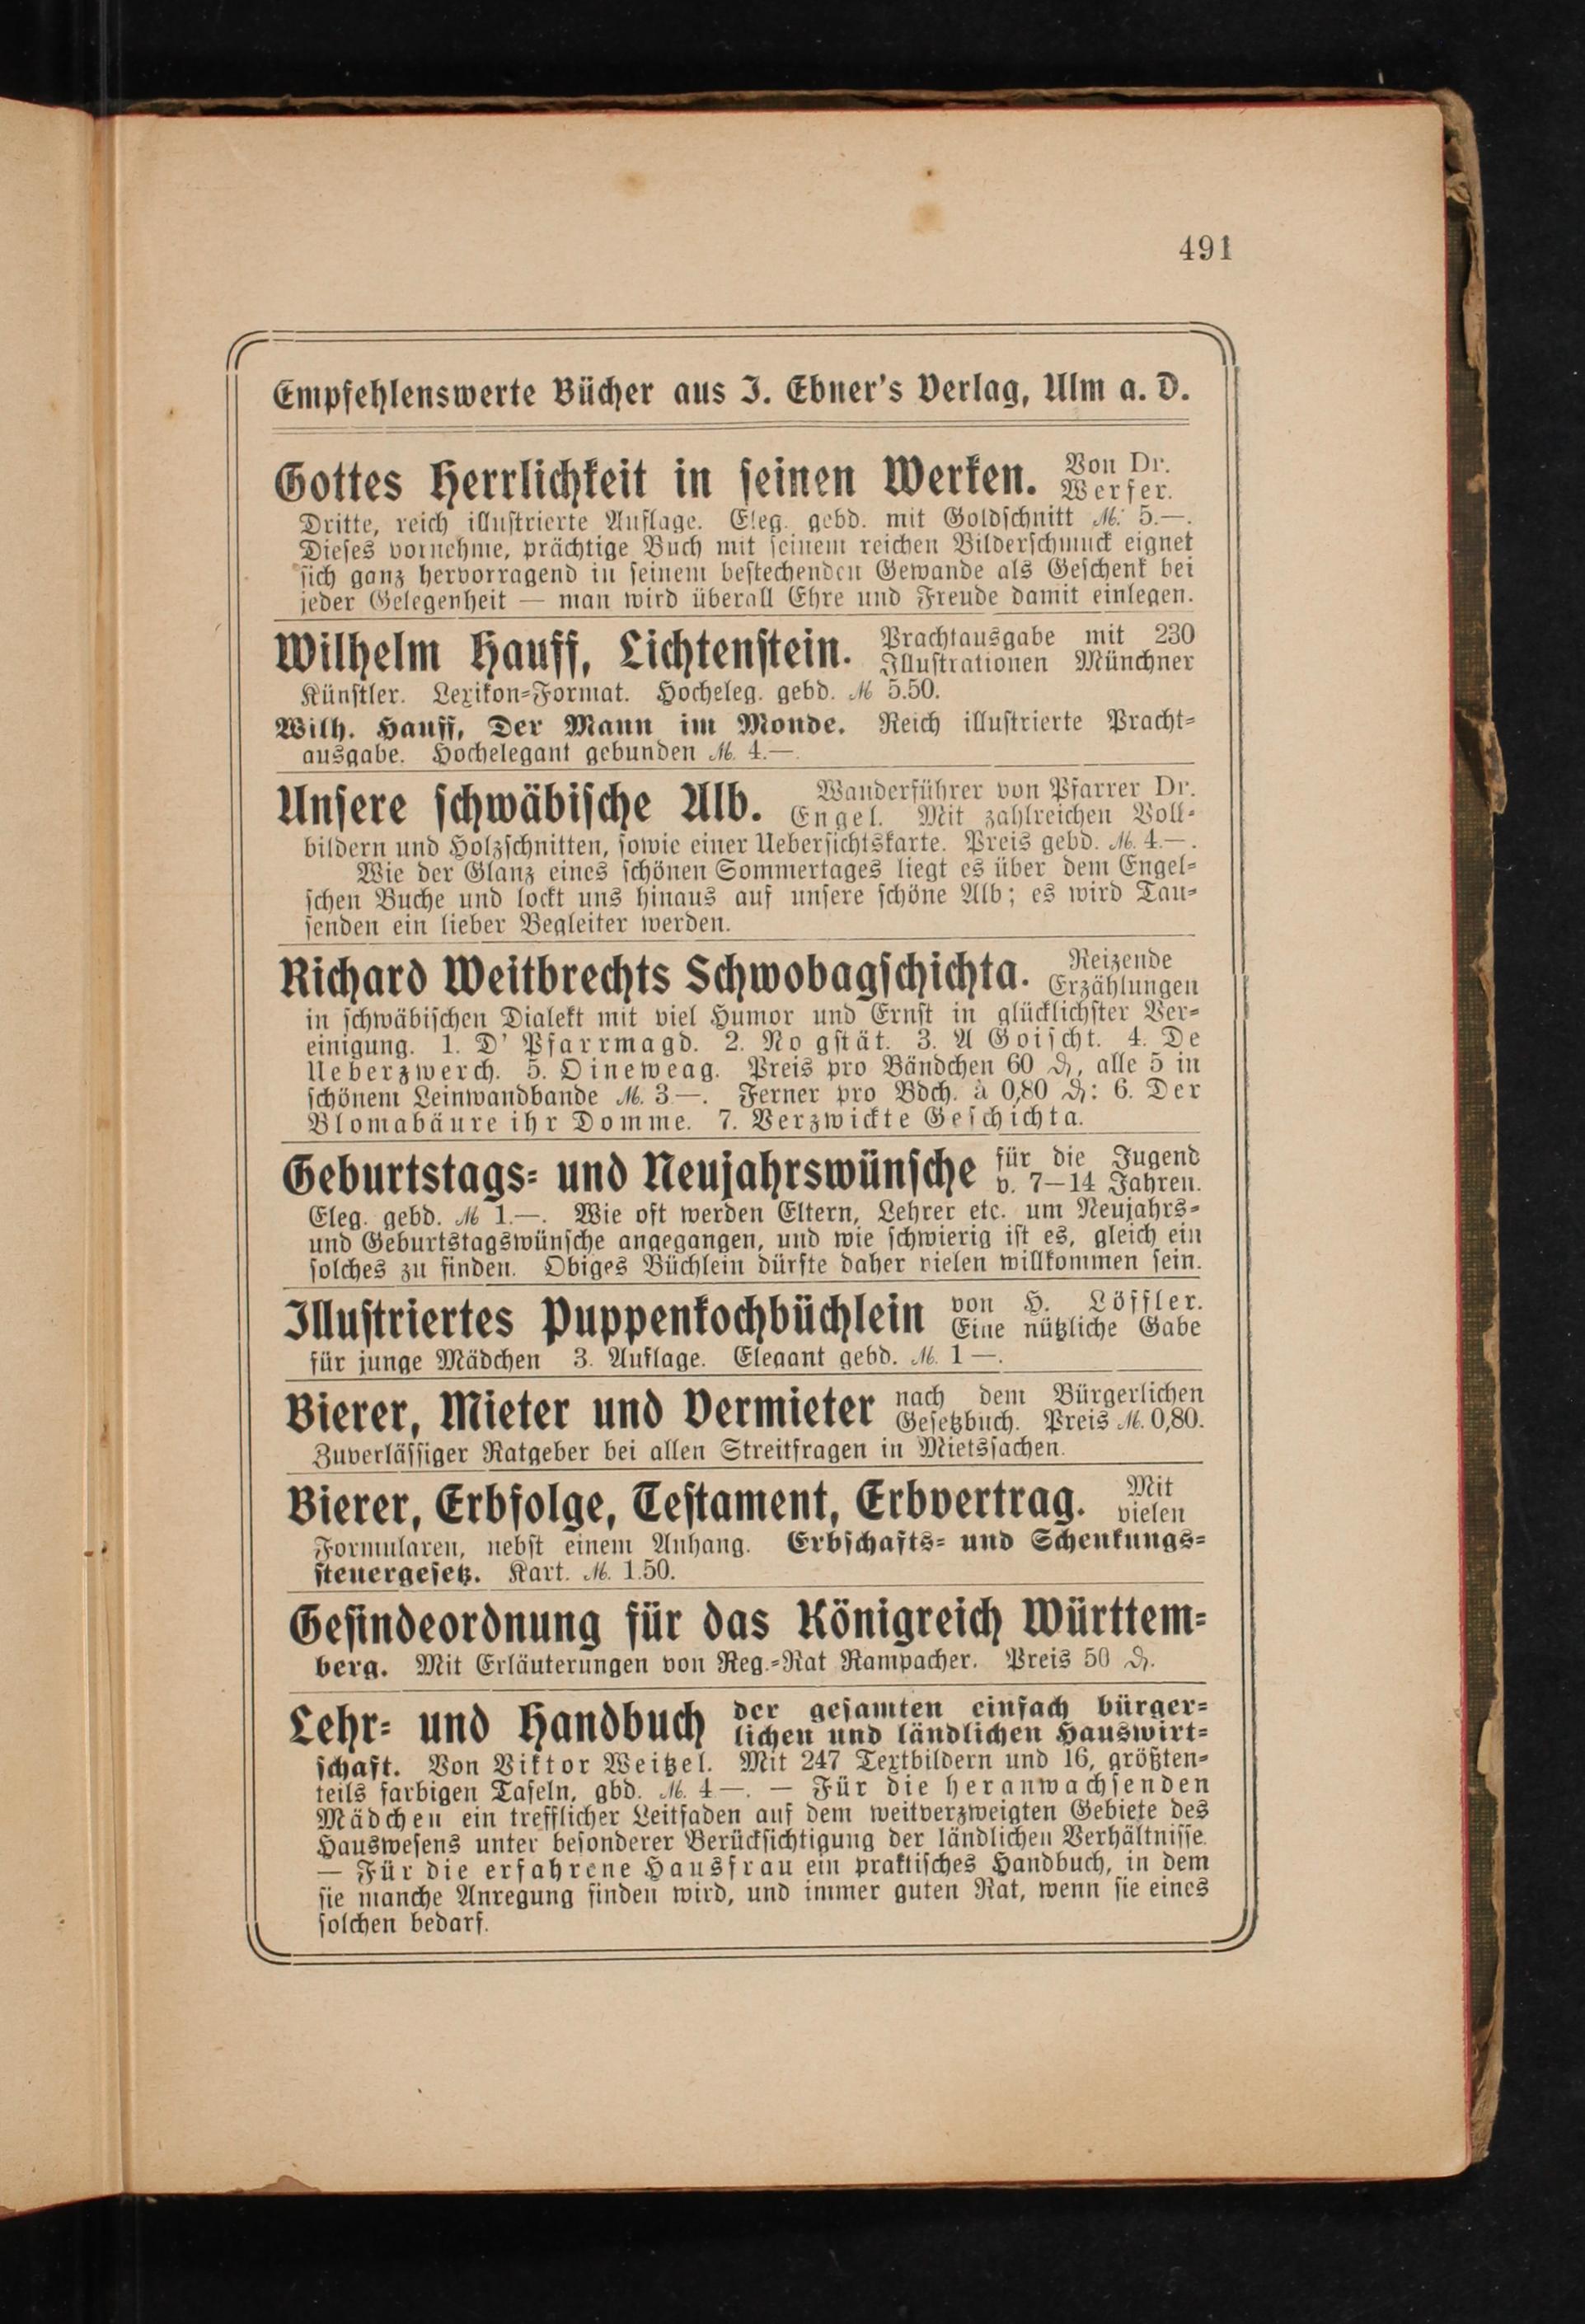 491
Empfehlenswerte Bücher aus J. Ebner's Verlag, Ulm a. D.
Gottes Herrlichkeit in seinen Werken. Von Dr. Werfer.
Dritte, reich illustrierte Auflage. Eleg. gebd. mit Goldschnitt M. 5.—.
Dieses vornehme, prächtige Buch mit seinem reichen Bilderschmuck eignet
sich ganz hervorragend in seinem bestechenden Gewande als Geschenk bei
jeder Gelegenheit — man wird überall Ehre und Freude damit einlegen.
Wilhelm Hauff, Lichtenstein. Prachtausgabe mit 230 Illustrationen Münchner
Künstler. Lexikon-Format. Hocheleg. gebd. M 5.50.
Wilh. Hauff, Der Mann im Monde. Reich illustrierte Pracht-
ausgabe. Hochelegant gebunden M. 4.—.
Unsere schwäbische Alb. Wanderführer von Pfarrer Dr. Engel. Mit zahlreichen Voll-
bildern und Holzschnitten, sowie einer Uebersichtskarte. Preis gebd. M. 4.—.
Wie der Glanz eines schönen Sommertages liegt es über dem Engel-
schen Buche und lockt uns hinaus auf unsere schöne Alb; es wird Tau-
senden ein lieber Begleiter werden.
Richard Weitbrechts Schwobagschichta. Reizende Erzählungen
in schwäbischen Dialekt mit viel Humor und Ernst in glücklichster Ver-
einigung. 1. D' Pfarrmagd. 2. No gstät. 3. A Goischt. 4. De
Ueberzwerch. 5. Oineweag. Preis pro Bändchen 60 ₰, alle 5 in
schönem Leinwandbande M. 3.—. Ferner pro Bdch. à 0,80 ₰: 6. Der
Blomabäure ihr Domme. 7. Verzwickte Geschichta.
Geburtstags- und Neujahrswünsche für die Jugend v. 7—14 Jahren.
Eleg. gebd. M 1.—. Wie oft werden Eltern, Lehrer etc. um Neujahrs-
und Geburtstagswünsche angegangen, und wie schwierig ist es, gleich ein
solches zu finden. Obiges Büchlein dürfte daher vielen willkommen sein.
Illustriertes Puppenkochbüchlein von H. Löffler. Eine nützliche Gabe
für junge Mädchen 3. Auflage. Elegant gebd. M. 1 —.
Bierer, Mieter und Vermieter nach dem Bürgerlichen Gesetzbuch. Preis M. 0,80.
Zuverlässiger Ratgeber bei allen Streitfragen in Mietssachen.
Bierer, Erbfolge, Testament, Erbvertrag. Mit vielen
Formularen, nebst einem Anhang. Erbschafts- und Schenkungs-
steuergesetz. Kart. M. 1.50.
Gesindeordnung für das Königreich Württem-
berg. Mit Erläuterungen von Reg.-Rat Rampacher. Preis 50 ₰.
Lehr- und Handbuch der gesamten einfach bürger- lichen und ländlichen Hauswirt-
schaft. Von Viktor Weitzel. Mit 247 Textbildern und 16, größten-
teils farbigen Tafeln, gbd. M. 4 —. — Für die heranwachsenden
Mädchen ein trefflicher Leitfaden auf dem weitverzweigten Gebiete des
Hauswesens unter besonderer Berücksichtigung der ländlichen Verhältnisse.
— Für die erfahrene Hausfrau ein praktisches Handbuch, in dem
sie manche Anregung finden wird, und immer guten Rat, wenn sie eines
solchen bedarf.